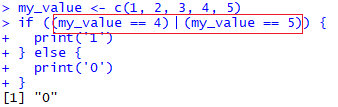 > my_value <- c(1, 2, 3, 4, 5)
> if ((my_value == 4)|(my_value == 5)) {
+   print('1')
+ } else {
+   print('0')
+ }
[1] "0"